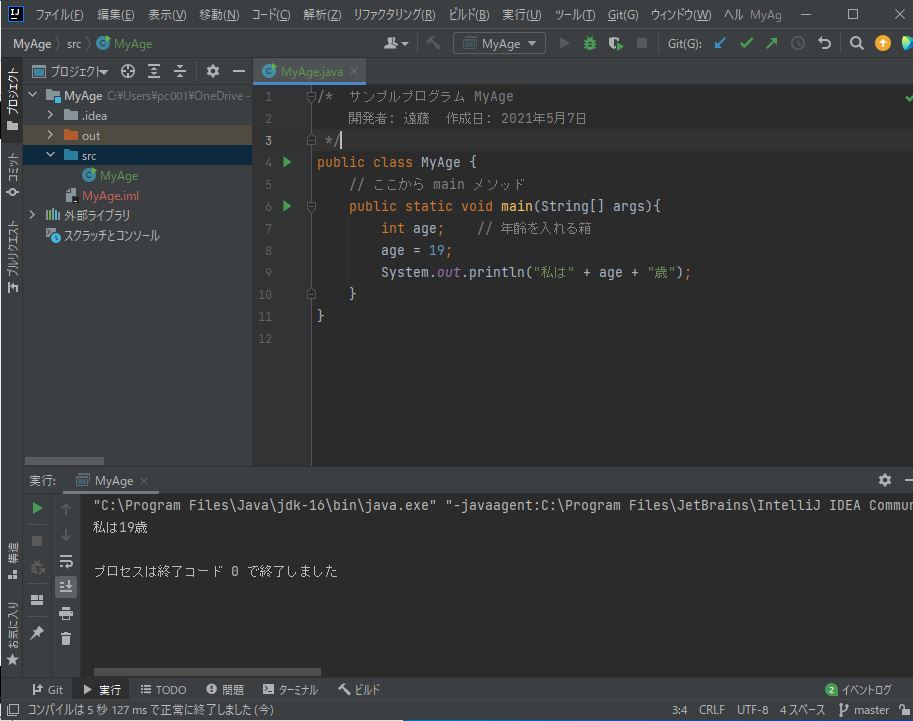 ファイル(F) 編集(E) 表示(V) 移動(N) コード(C) 解析(Z) リファクタリング(R) ビルド(B) 実行(U) ツール(T) Git(G) ウィンドウ(W) ヘル MyAg
MyAge src MyAge MyAge Git(G):
プロジェクト
MyAge.java
MyAge C:¥Users¥pc001¥OneDrive -
.idea
out
src
MyAge
MyAge.iml
外部ライブラリ
スクラッチとコンソール
プロジェクト
コミット
プルリクエスト
構造
お気に入り
1 /* サンプルプログラム MyAge
2 開発者: 遠藤 作成日: 2021年5月7日
3 */
4 public class MyAge {
5 // ここから main メソッド
6 public static void main(String[] args){
7 int age; // 年齢を入れる箱
8 age = 19;
9 System.out.println("私は" + age + "歳");
10 }
11 }
12
実行: MyAge
"C:\Program Files\Java\jdk-16\bin\java.exe" "-javaagent:C:\Program Files\JetBrains\IntelliJ IDEA Commun
私は19歳
プロセスは終了コード 0 で終了しました
Git 実行 TODO 問題 ターミナル ビルド 2 イベントログ
コンパイルは 5 秒 127 ms で正常に終了しました (今) 3:4 CRLF UTF-8 4 スペース master